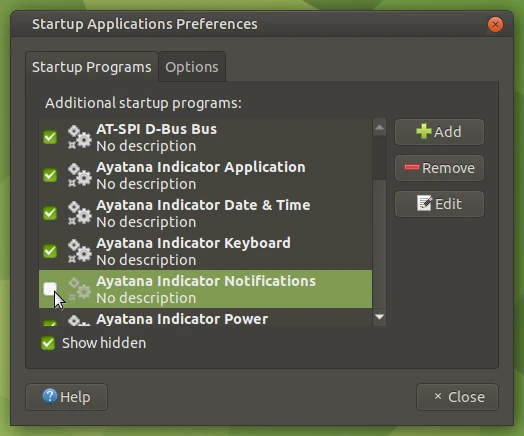 Startup Applications Preferences
Startup Programs
Options
Additional startup programs:
AT-SPI D-Bus Bus
No description
Ayatana Indicator Application
No description
Ayatana Indicator Date & Time
No description
Ayatana Indicator Keyboard
No description
Ayatana Indicator Notifications
No description
Ayatana Indicator Power
Add
Remove
Edit
Show hidden
Help
Close